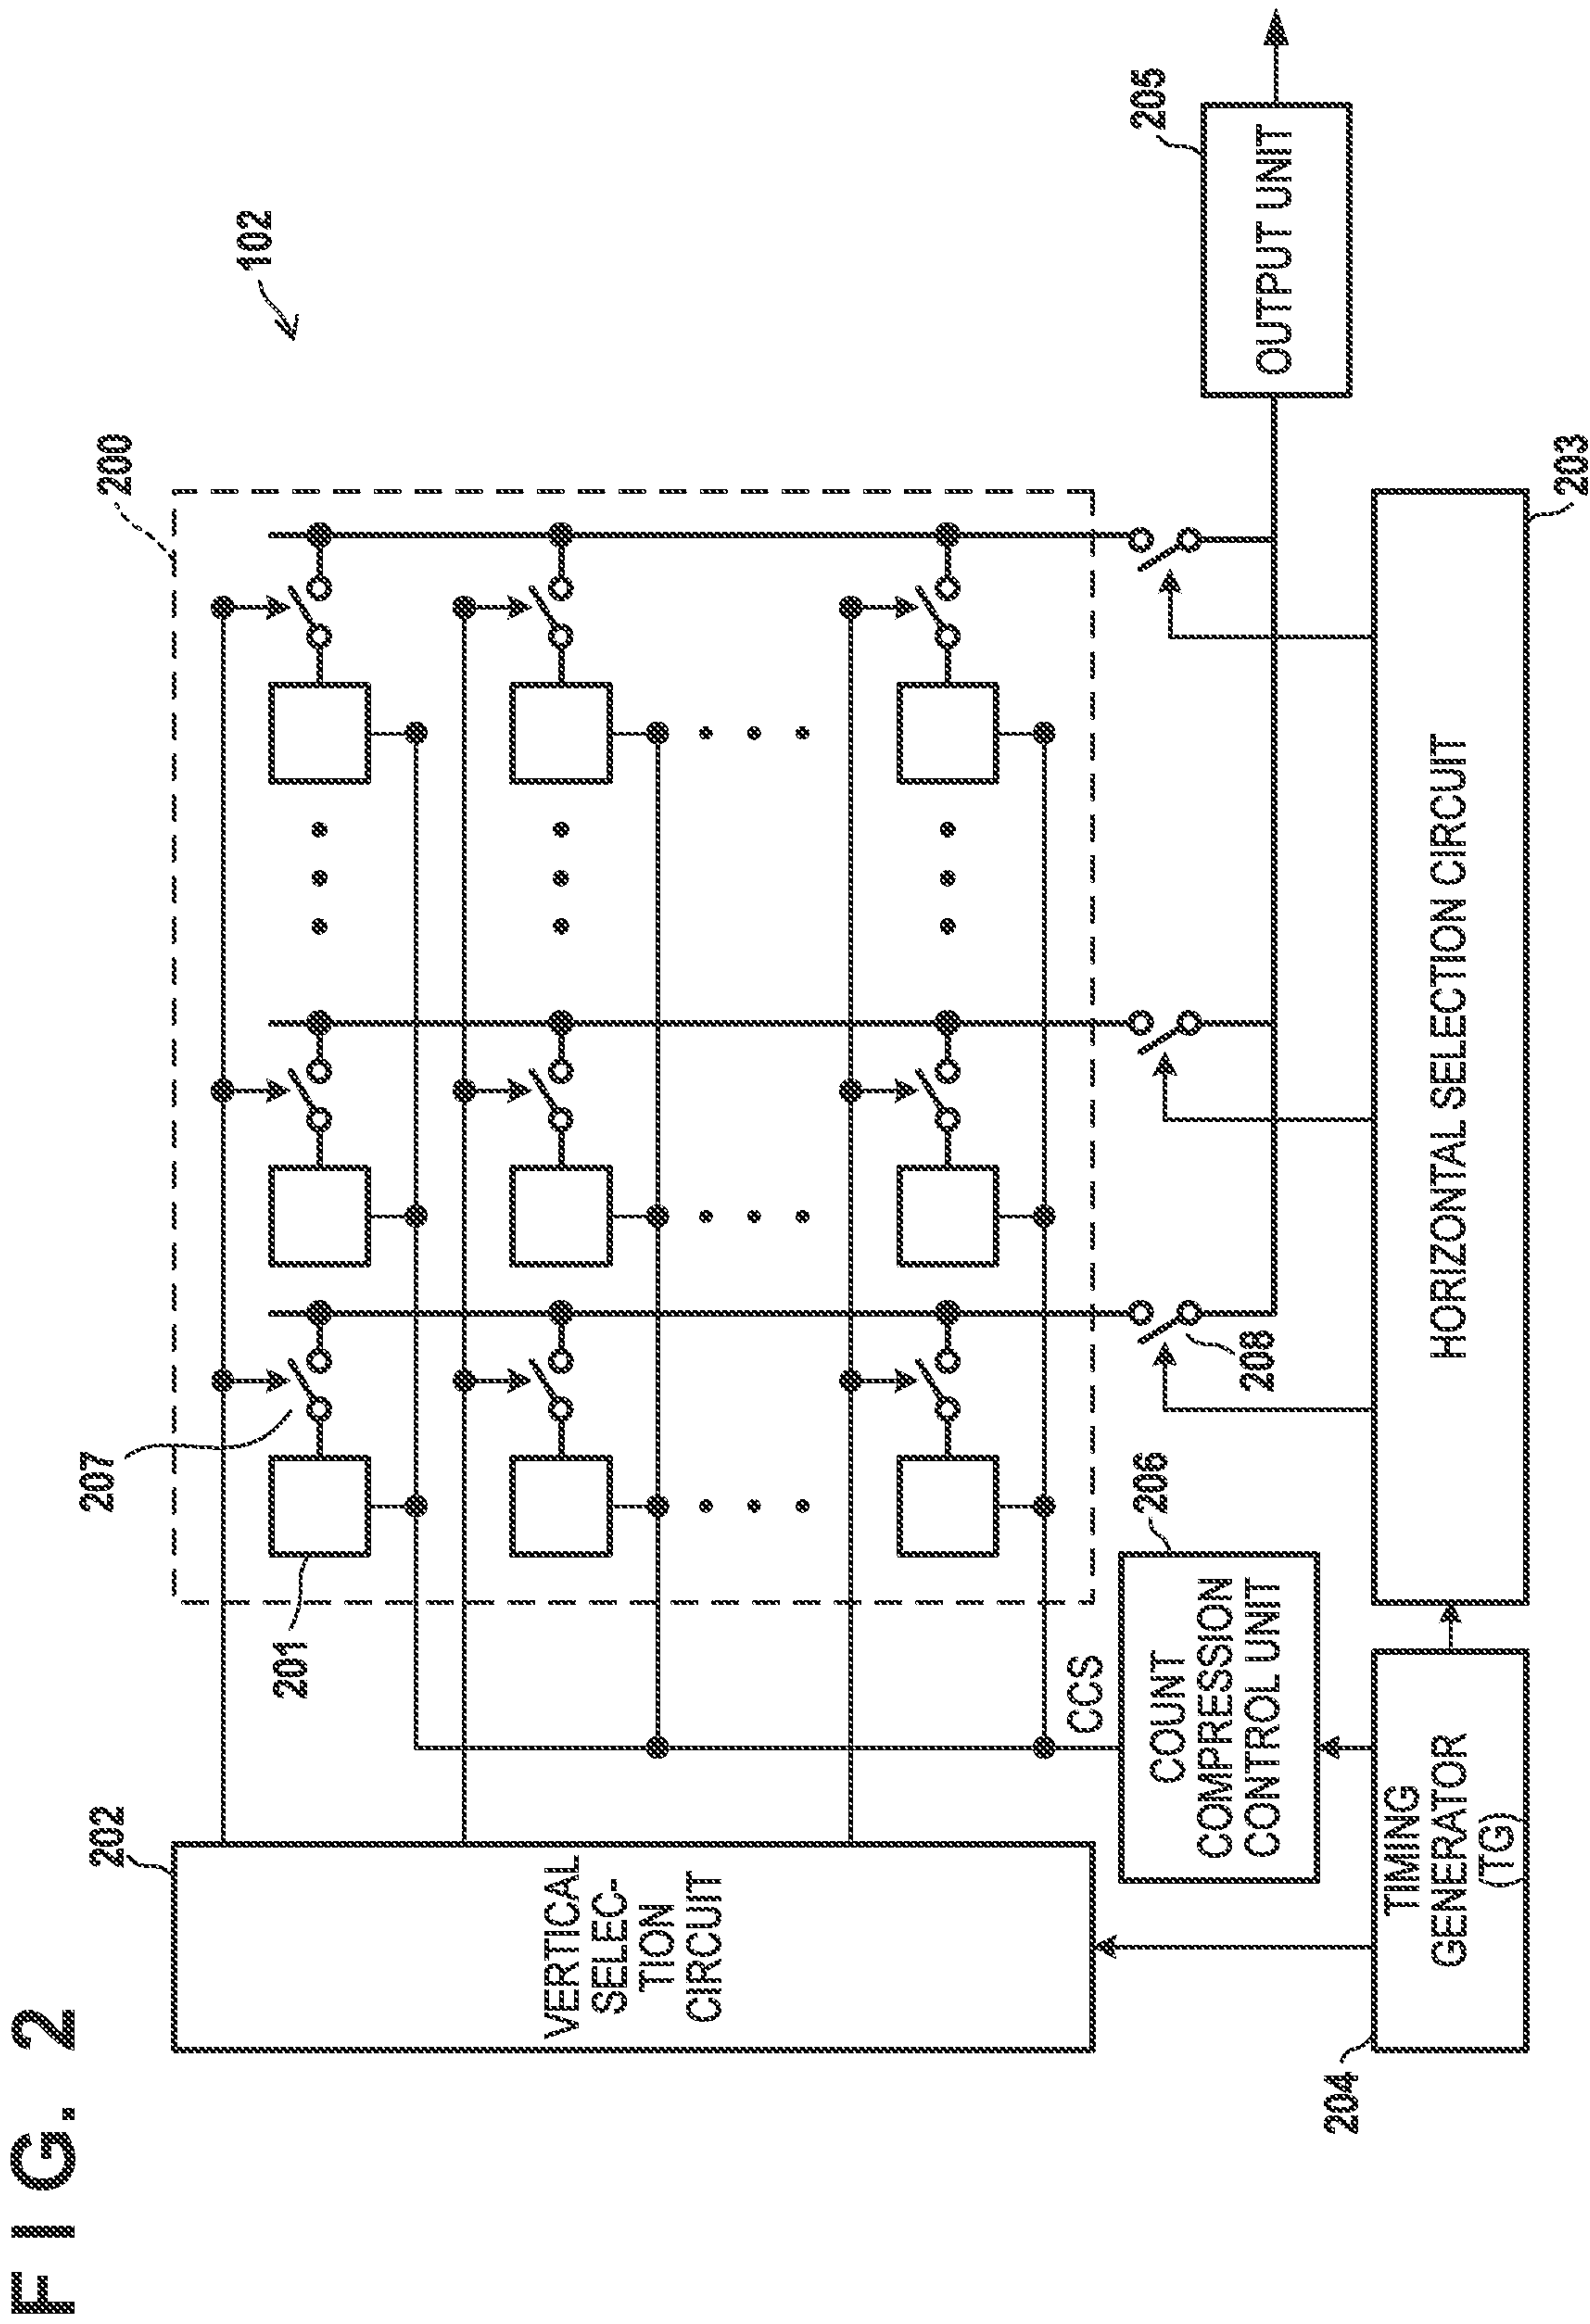 FIG. 2
102
200
207
201
202
VERTICAL
SELEC-
TION
CIRCUIT
CCS
206
COUNT
COMPRESSION
CONTROL UNIT
208
205
OUTPUT UNIT
204
TIMING
GENERATOR
(TG)
HORIZONTAL SELECTION CIRCUIT
203